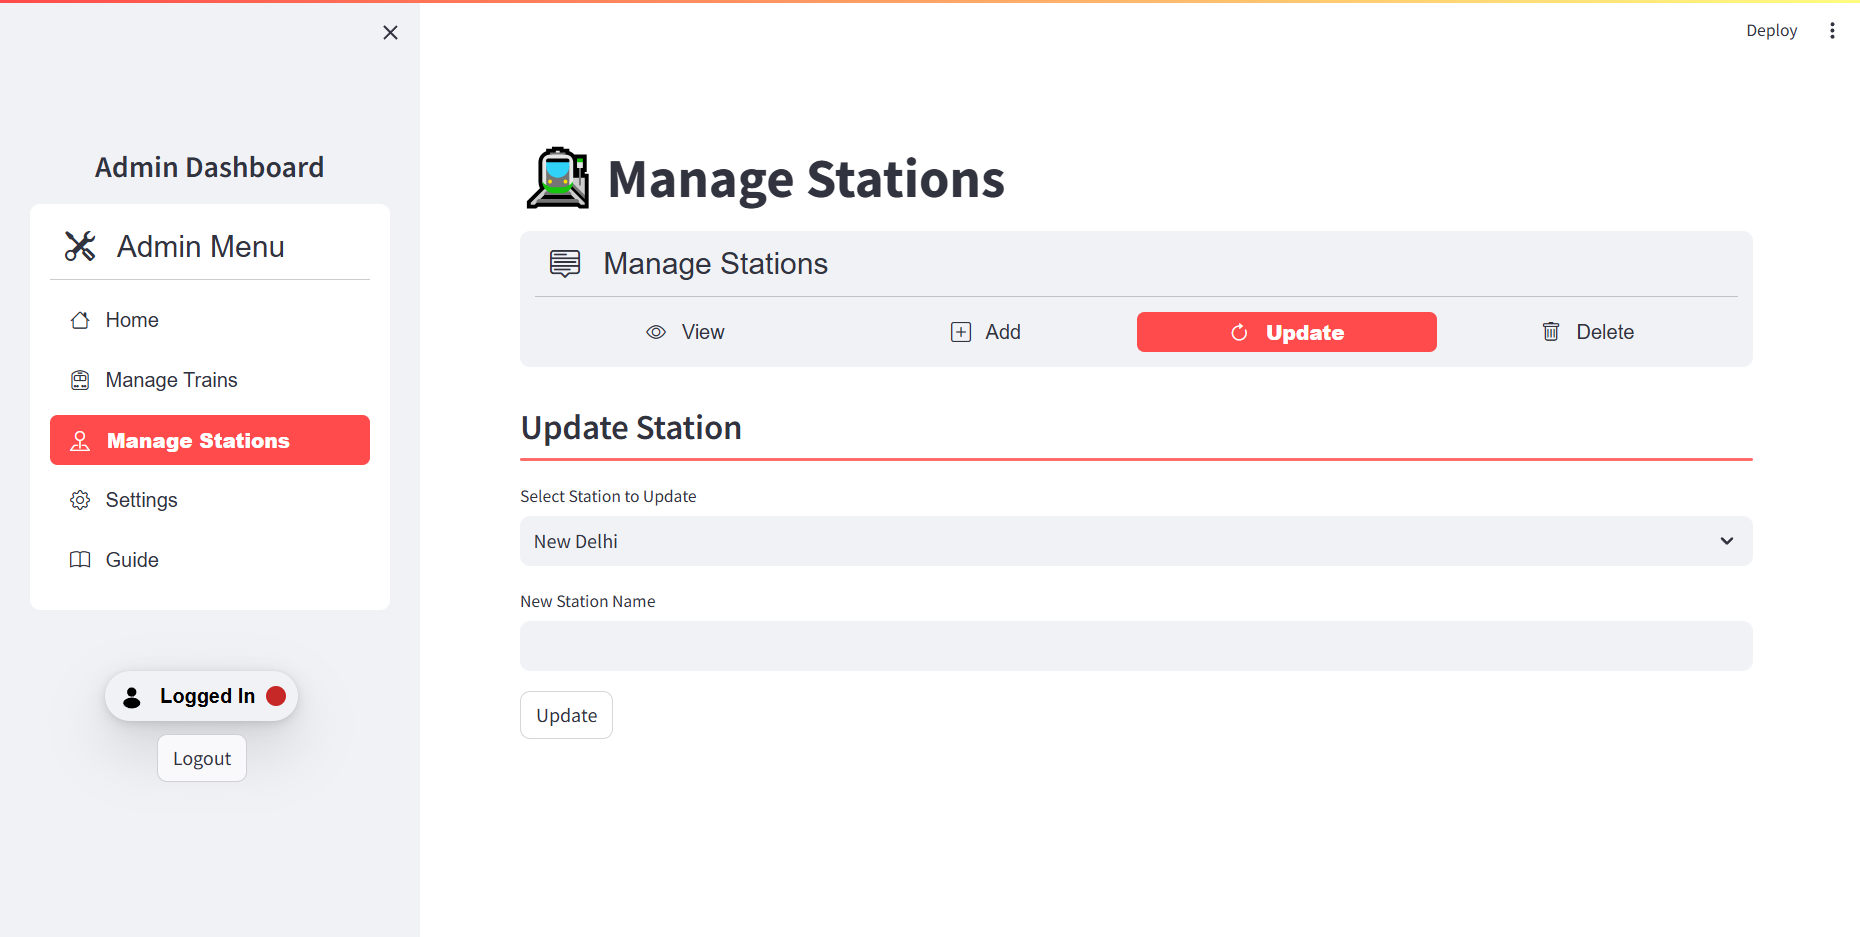 Deploy
Admin Dashboard
Admin Menu
Home
Manage Trains
Manage Stations
Settings
Guide
Logged In
Logout
Manage Stations
Manage Stations
View Add Update Delete
Update Station
Select Station to Update
New Delhi
New Station Name
Update